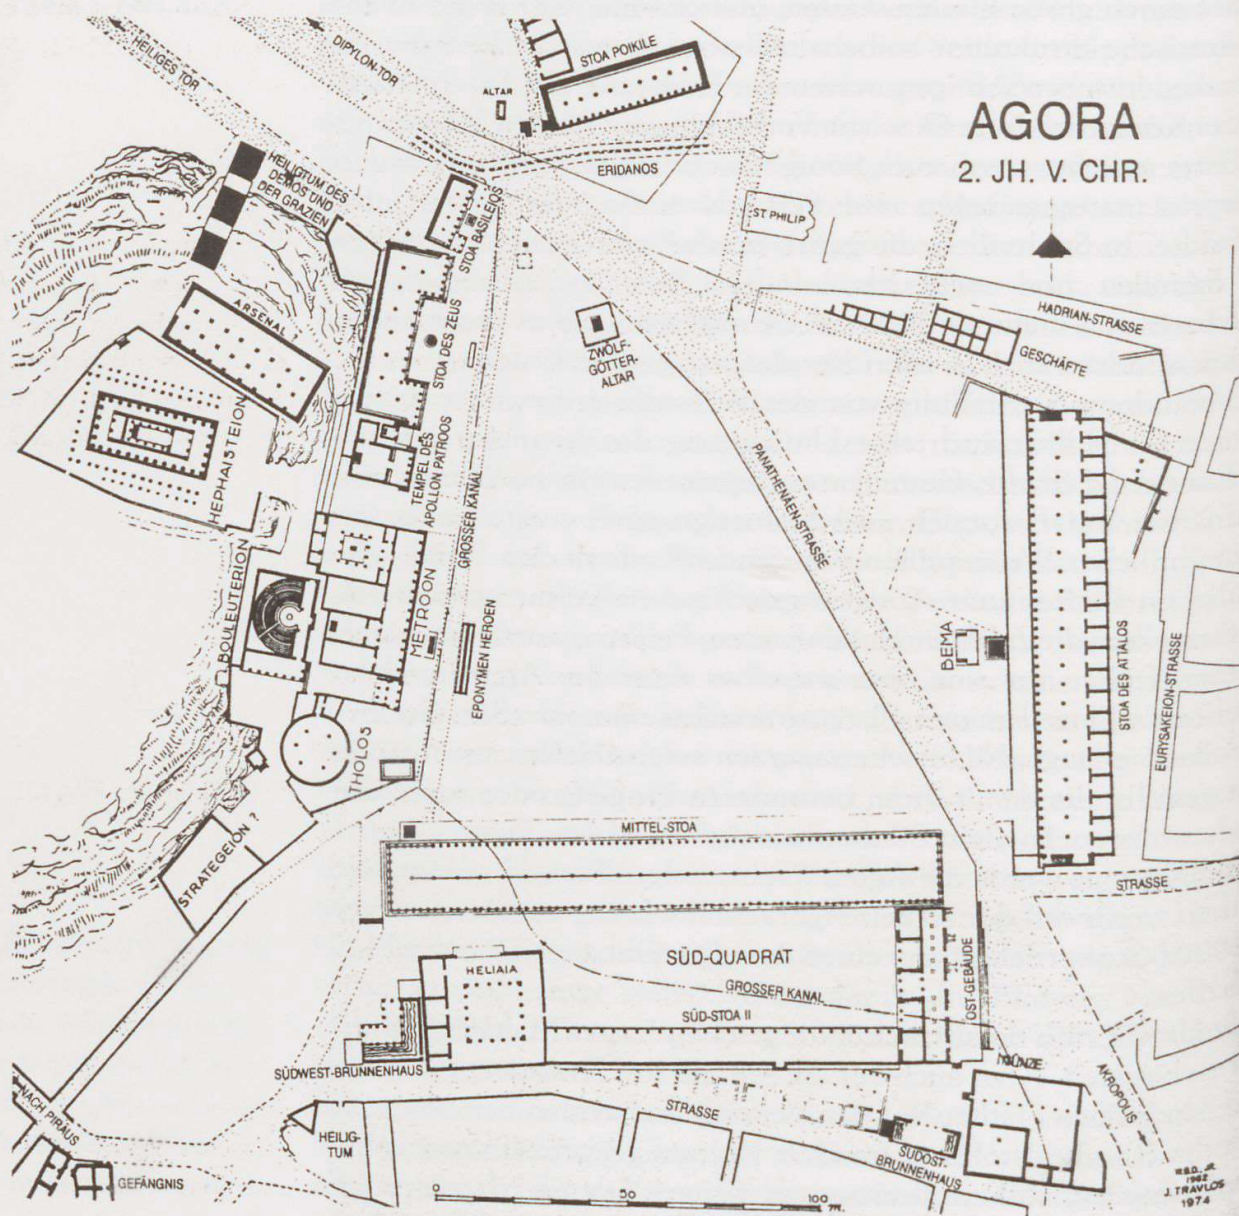 AGORA
2. JH. V. CHR.
HEILIGES TOR
DIPYLON-TOR
STOA POIKILE
ALTAR
ERIDANOS
HEILIGTUM DES
DEMOS UND
DER GRAZIEN
STOA BASILEIOS
ST. PHILIP
HADRIAN-STRASSE
GESCHÄFTE
ARSENAL
STOA DES ZEUS
ZWÖLF-
GÖTTER-
ALTAR
HEPHAISTEION
TEMPEL DES
APOLLON PATROOS
GROSSER KANAL
PANATHENÄEN-STRASSE
BOULEUTERION
METROON
EPONYMEN HEROEN
BEMA
STOA DES ATTALOS
EURYSAKEION-STRASSE
THOLOS
STRATEGEION ?
MITTEL-STOA
STRASSE
SÜD-QUADRAT
HELIAIA
GROSSER KANAL
SÜD-STOA II
OST-GEBÄUDE
SÜDWEST-BRUNNENHAUS
MÜNZE
AKROPOLIS
STRASSE
NACH PIRÄUS
HEILIG-
TUM
SÜDOST-
BRUNNENHAUS
GEFÄNGNIS
0
50
100 m.
1962
J. TRAVLOS
1974